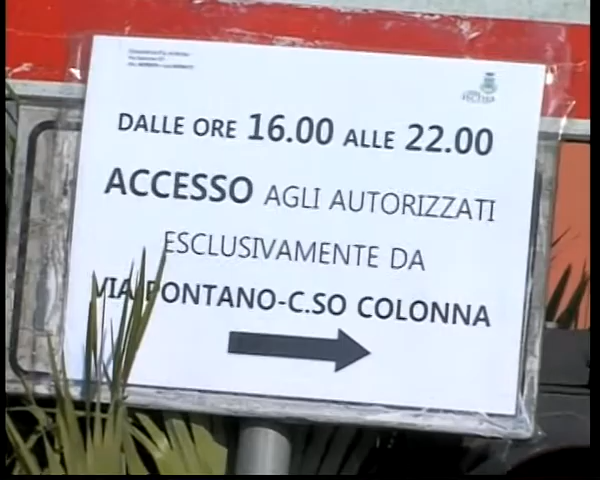 DALLE ORE 16.00 ALLE 22.00
ACCESSO AGLI AUTORIZZATI
ESCLUSIVAMENTE DA
VIA PONTANO-C.SO COLONNA